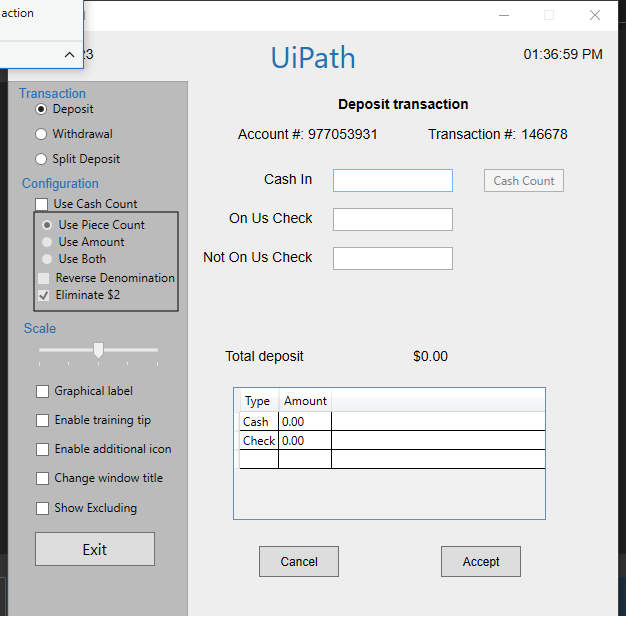 action
23
UiPath
01:36:59 PM
Transaction
Deposit
Withdrawal
Split Deposit
Configuration
Use Cash Count
Use Piece Count
Use Amount
Use Both
Reverse Denomination
Eliminate $2
Scale
Graphical label
Enable training tip
Enable additional icon
Change window title
Show Excluding
Exit
Deposit transaction
Account #: 977053931 Transaction #: 146678
Cash In Cash Count
On Us Check
Not On Us Check
Total deposit $0.00
Type Amount
Cash 0.00
Check 0.00
Cancel Accept